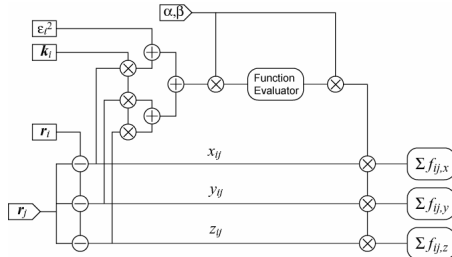 α,β
εᵢ²
kᵢ
Function
Evaluator
rᵢ
xᵢⱼ
Σ fᵢⱼ,ₓ
rⱼ
yᵢⱼ
Σ fᵢⱼ,y
zᵢⱼ
Σ fᵢⱼ,z